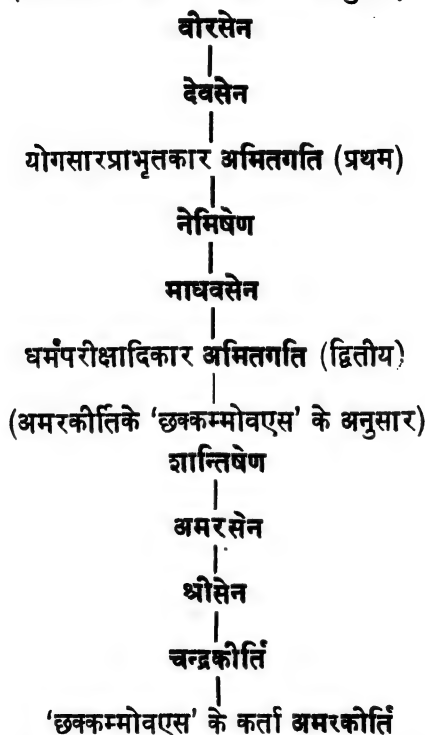 वीरसेन
देवसेन
योगसारप्राभृतकार अमितगति (प्रथम)
नेमिषेण
माधवसेन
धर्मपरीक्षादिकार अमितगति (द्वितीय)
(अमरकीर्तिके ‘छक्कम्मोवएस’ के अनुसार)
शान्तिषेण
अमरसेन
श्रीसेन
चन्द्रकीर्ति
‘छक्कम्मोवएस’ के कर्ता अमरकीर्ति